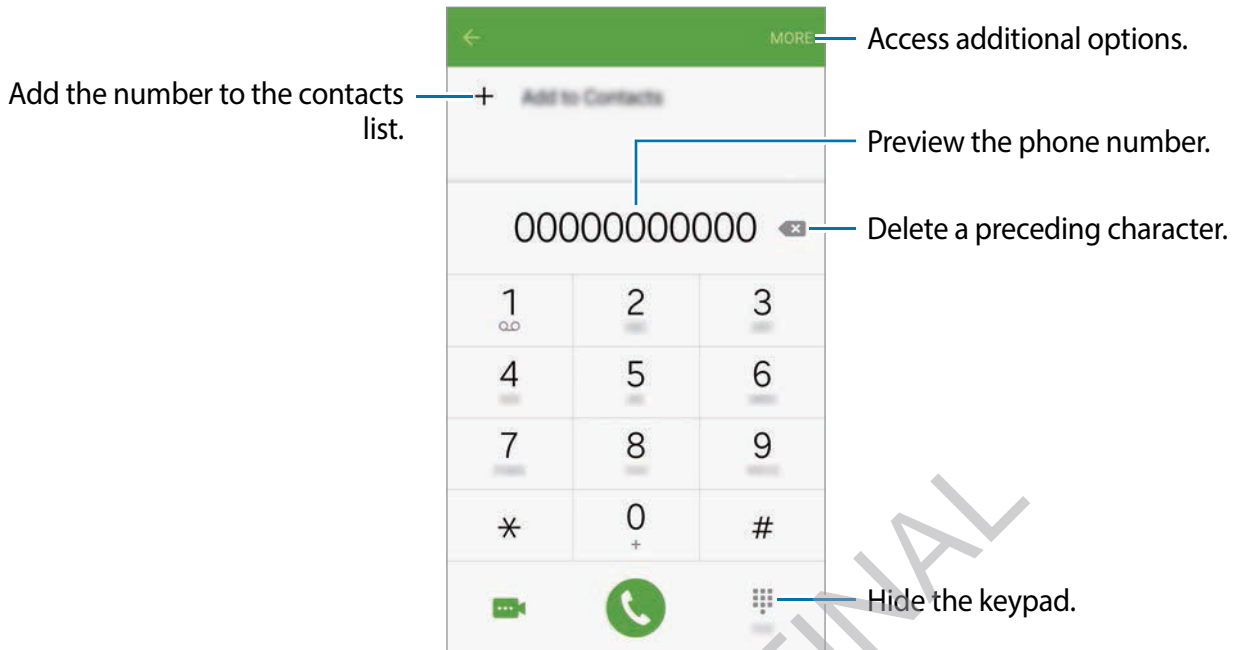 MORE
Access additional options.
Add the number to the contacts
list.
Add to Contacts
Preview the phone number.
00000000000
Delete a preceding character.
1
2
3
4
5
6
7
8
9
*
0
+
#
Hide the keypad.
INAL